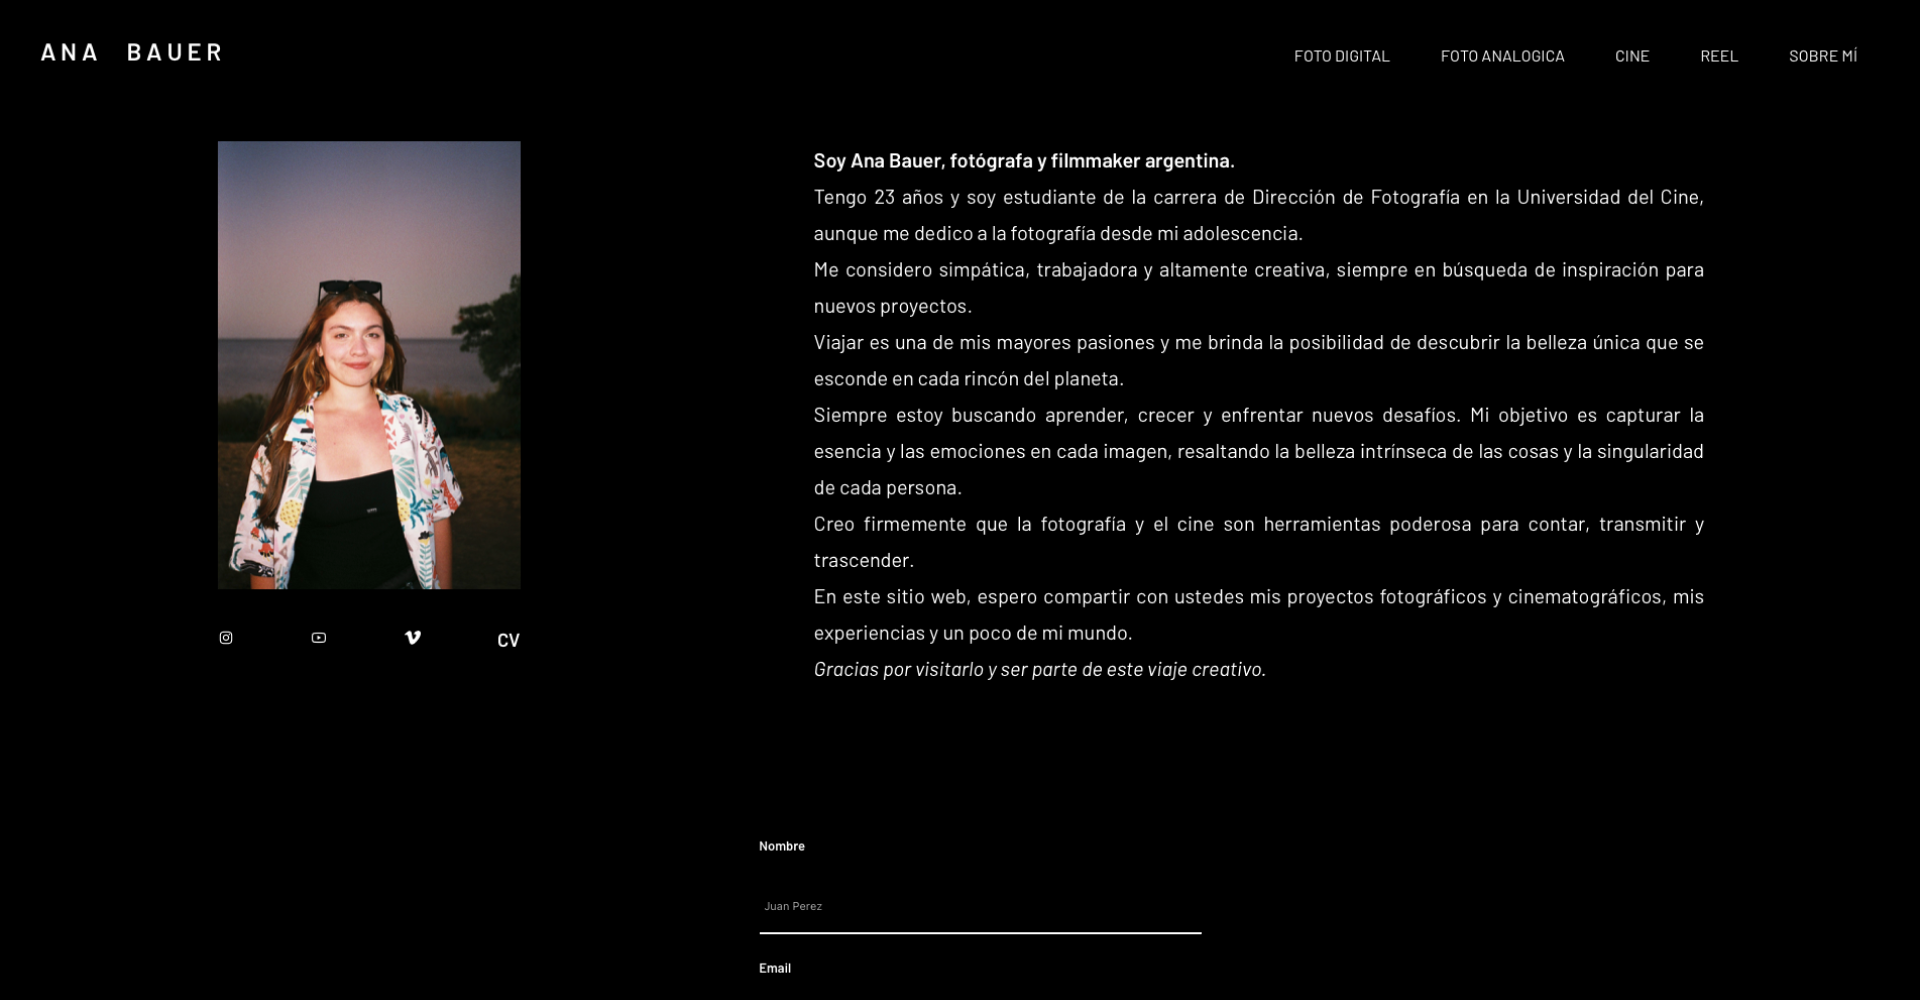 ANA BAUER
FOTO DIGITAL
FOTO ANALOGICA
CINE
REEL
SOBRE MÍ
Soy Ana Bauer, fotógrafa y filmmaker argentina.
Tengo 23 años y soy estudiante de la carrera de Dirección de Fotografía en la Universidad del Cine,
aunque me dedico a la fotografía desde mi adolescencia.
Me considero simpática, trabajadora y altamente creativa, siempre en búsqueda de inspiración para
nuevos proyectos.
Viajar es una de mis mayores pasiones y me brinda la posibilidad de descubrir la belleza única que se
esconde en cada rincón del planeta.
Siempre estoy buscando aprender, crecer y enfrentar nuevos desafíos. Mi objetivo es capturar la
esencia y las emociones en cada imagen, resaltando la belleza intrínseca de las cosas y la singularidad
de cada persona.
Creo firmemente que la fotografía y el cine son herramientas poderosa para contar, transmitir y
trascender.
En este sitio web, espero compartir con ustedes mis proyectos fotográficos y cinematográficos, mis
experiencias y un poco de mi mundo.
Gracias por visitarlo y ser parte de este viaje creativo.
CV
Nombre
Juan Perez
Email